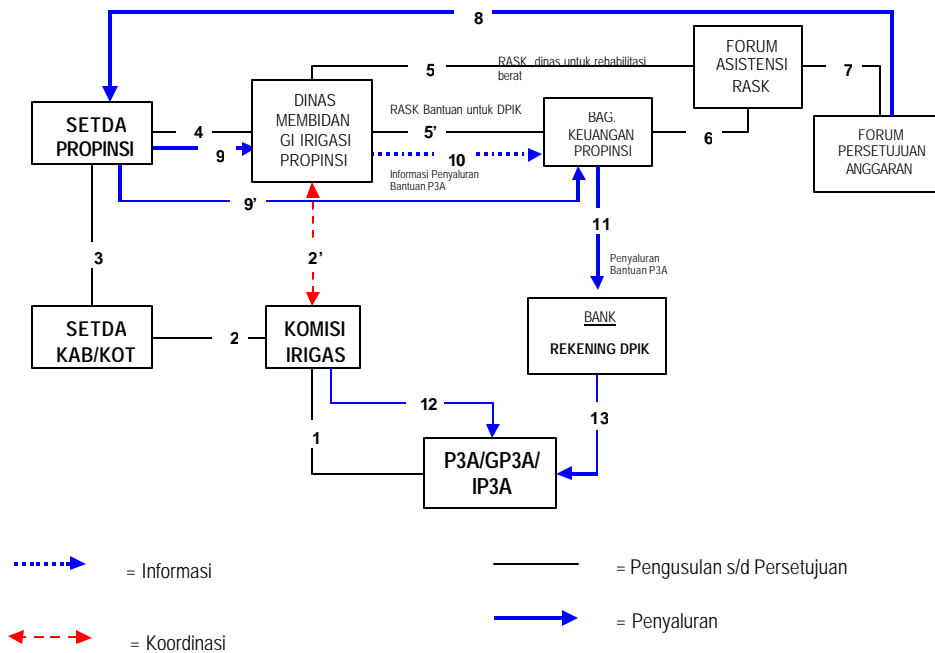 8
FORUM
ASISTENSI
RASK
5
RASK dinas untuk rehabilitasi
berat
7
DINAS
MEMBIDAN
GI IRIGASI
PROPINSI
RASK Bantuan untuk DPIK
BAG.
KEUANGAN
PROPINSI
SETDA
PROPINSI
4
5'
6
FORUM
PERSETUJUAN
ANGGARAN
9
10
Informasi Penyaluran
Bantuan P3A
9'
11
3
2'
Penyaluran
Bantuan P3A
SETDA
KAB/KOT
2
KOMISI
IRIGAS
BANK
REKENING DPIK
12
13
1
P3A/GP3A/
IP3A
= Informasi
= Pengusulan s/d Persetujuan
= Koordinasi
= Penyaluran